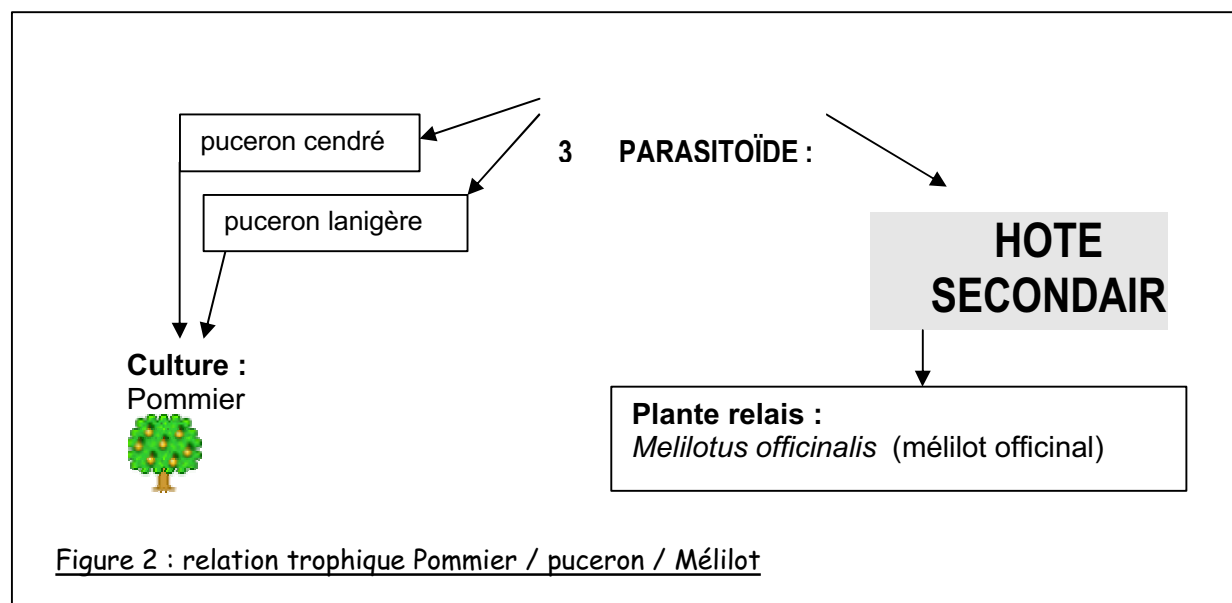 puceron cendré
3 PARASITOÏDE :
puceron lanigère
HOTE
SECONDAIR
Culture :
Pommier
Plante relais :
Melilotus officinalis (mélilot officinal)
Figure 2 : relation trophique Pommier / puceron / Mélilot